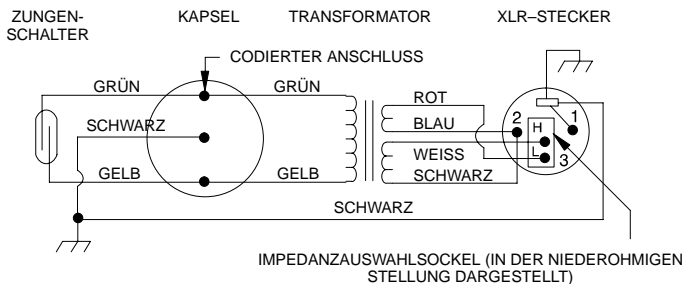 ZUNGEN-
SCHALTER
KAPSEL
TRANSFORMATOR
XLR–STECKER
CODIERTER ANSCHLUSS
GRÜN
GRÜN
ROT
SCHWARZ
BLAU
2
H
1
WEISS
L
3
GELB
GELB
SCHWARZ
SCHWARZ
IMPEDANZAUSWAHLSOCKEL (IN DER NIEDEROHMIGEN
STELLUNG DARGESTELLT)